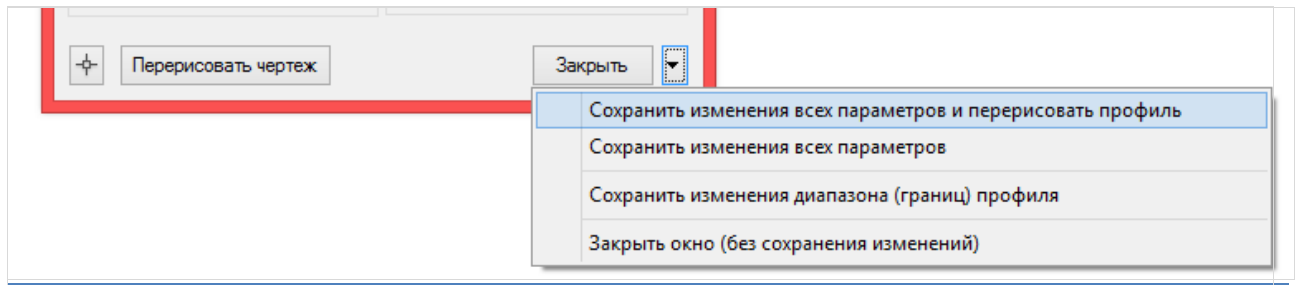 Перерисовать чертеж
Закрыть
Сохранить изменения всех параметров и перерисовать профиль
Сохранить изменения всех параметров
Сохранить изменения диапазона (границ) профиля
Закрыть окно (без сохранения изменений)